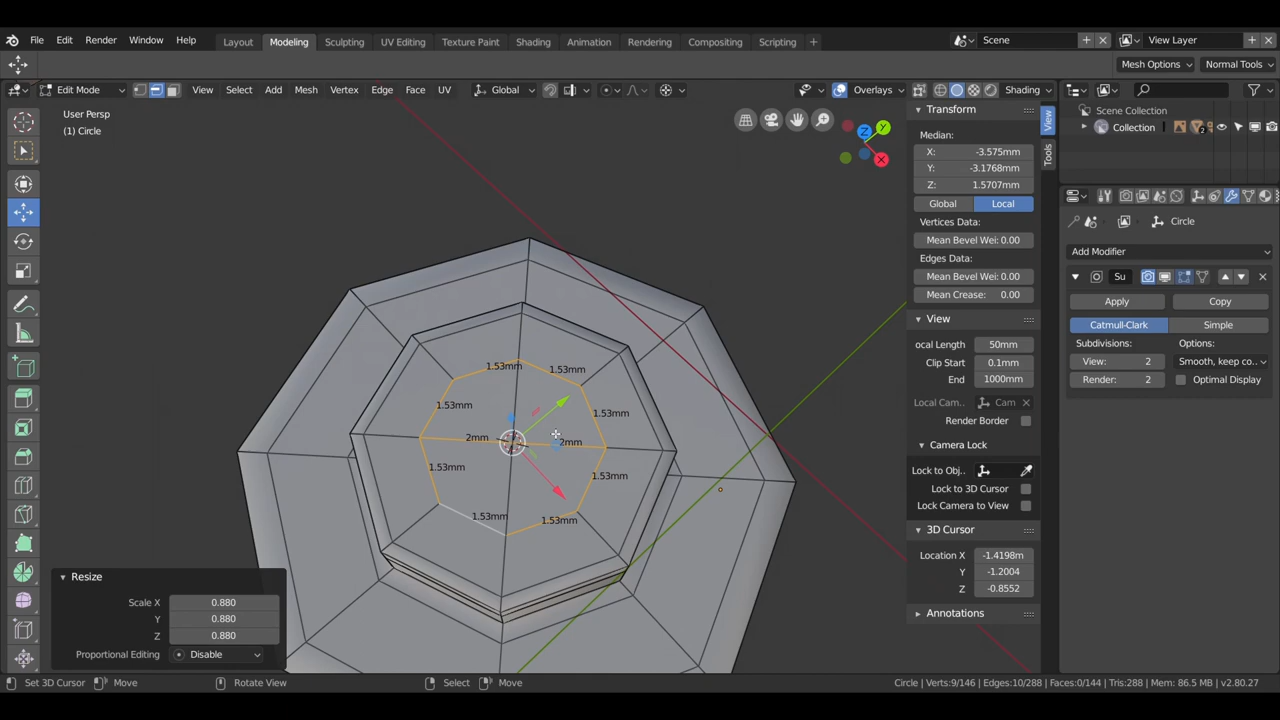 File Edit Render Window Help Layout Modeling Sculpting UV Editing Texture Paint Shading Animation Rendering Compositing Scripting + Scene View Layer
Mesh Options Normal Tools
Edit Mode View Select Add Mesh Vertex Edge Face UV Global Overlays Shading
User Persp
(1) Circle
Z Y X
Transform
Median:
X: -3.575mm
Y: -3.1768mm
Z: 1.5707mm
Global Local
Vertices Data:
Mean Bevel Wei: 0.00
Edges Data:
Mean Bevel Wei: 0.00
Mean Crease: 0.00
View
ocal Length 50mm
Clip Start 0.1mm
End 1000mm
Local Cam.. Cam
Render Border
Camera Lock
Lock to Obj..
Lock to 3D Cursor
Lock Camera to View
3D Cursor
Location X -1.4198m
Y -1.2004
Z -0.8552
Annotations
View
Tools
Scene Collection
Collection 2
Circle
Add Modifier
Su
Apply Copy
Catmull-Clark Simple
Subdivisions: Options:
View: 2 Smooth, keep co..
Render: 2 Optimal Display
1.53mm 1.53mm
1.53mm 1.53mm
2mm 2mm
1.53mm 1.53mm
1.53mm 1.53mm
Resize
Scale X 0.880
Y 0.880
Z 0.880
Proportional Editing Disable
Set 3D Cursor Move Rotate View Select Move Circle | Verts:9/146 | Edges:10/288 | Faces:0/144 | Tris:288 | Mem: 86.5 MB | v2.80.27